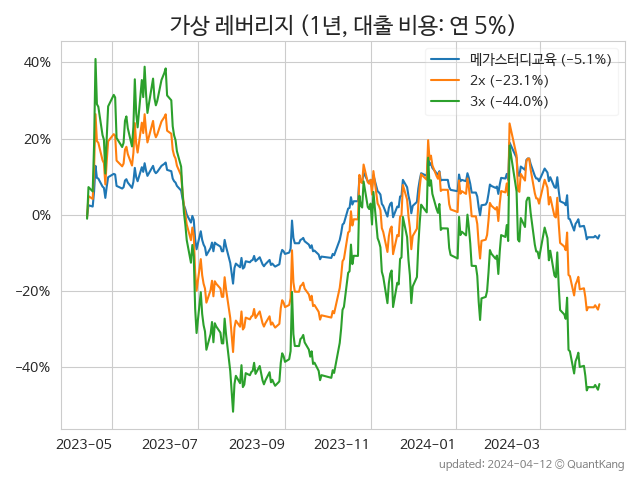 가상 레버리지 (1년, 대출 비용: 연 5%)
메가스터디교육 (−5.1%)
2x (−23.1%)
3x (−44.0%)
40%
20%
0%
−20%
−40%
2023-05 2023-07 2023-09 2023-11 2024-01 2024-03
updated: 2024-04-12 © QuantKang